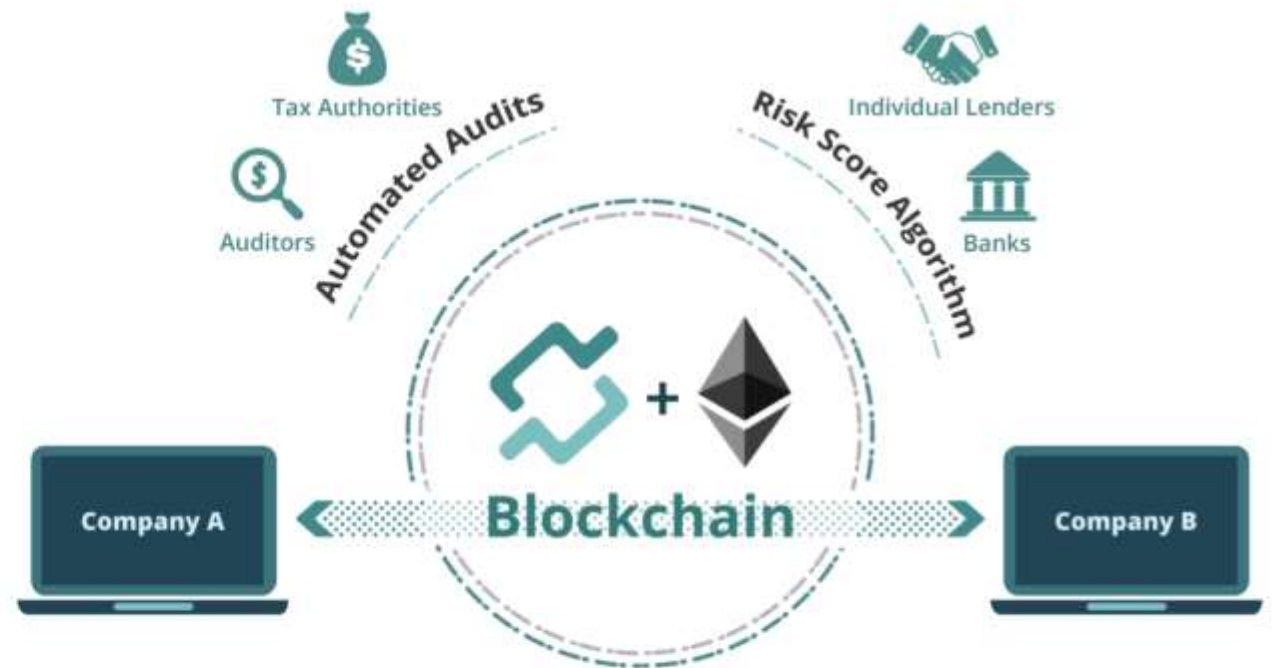 Tax Authorities
Auditors
Automated Audits
Risk Score Algorithm
Individual Lenders
Banks
Company A
Blockchain
Company B